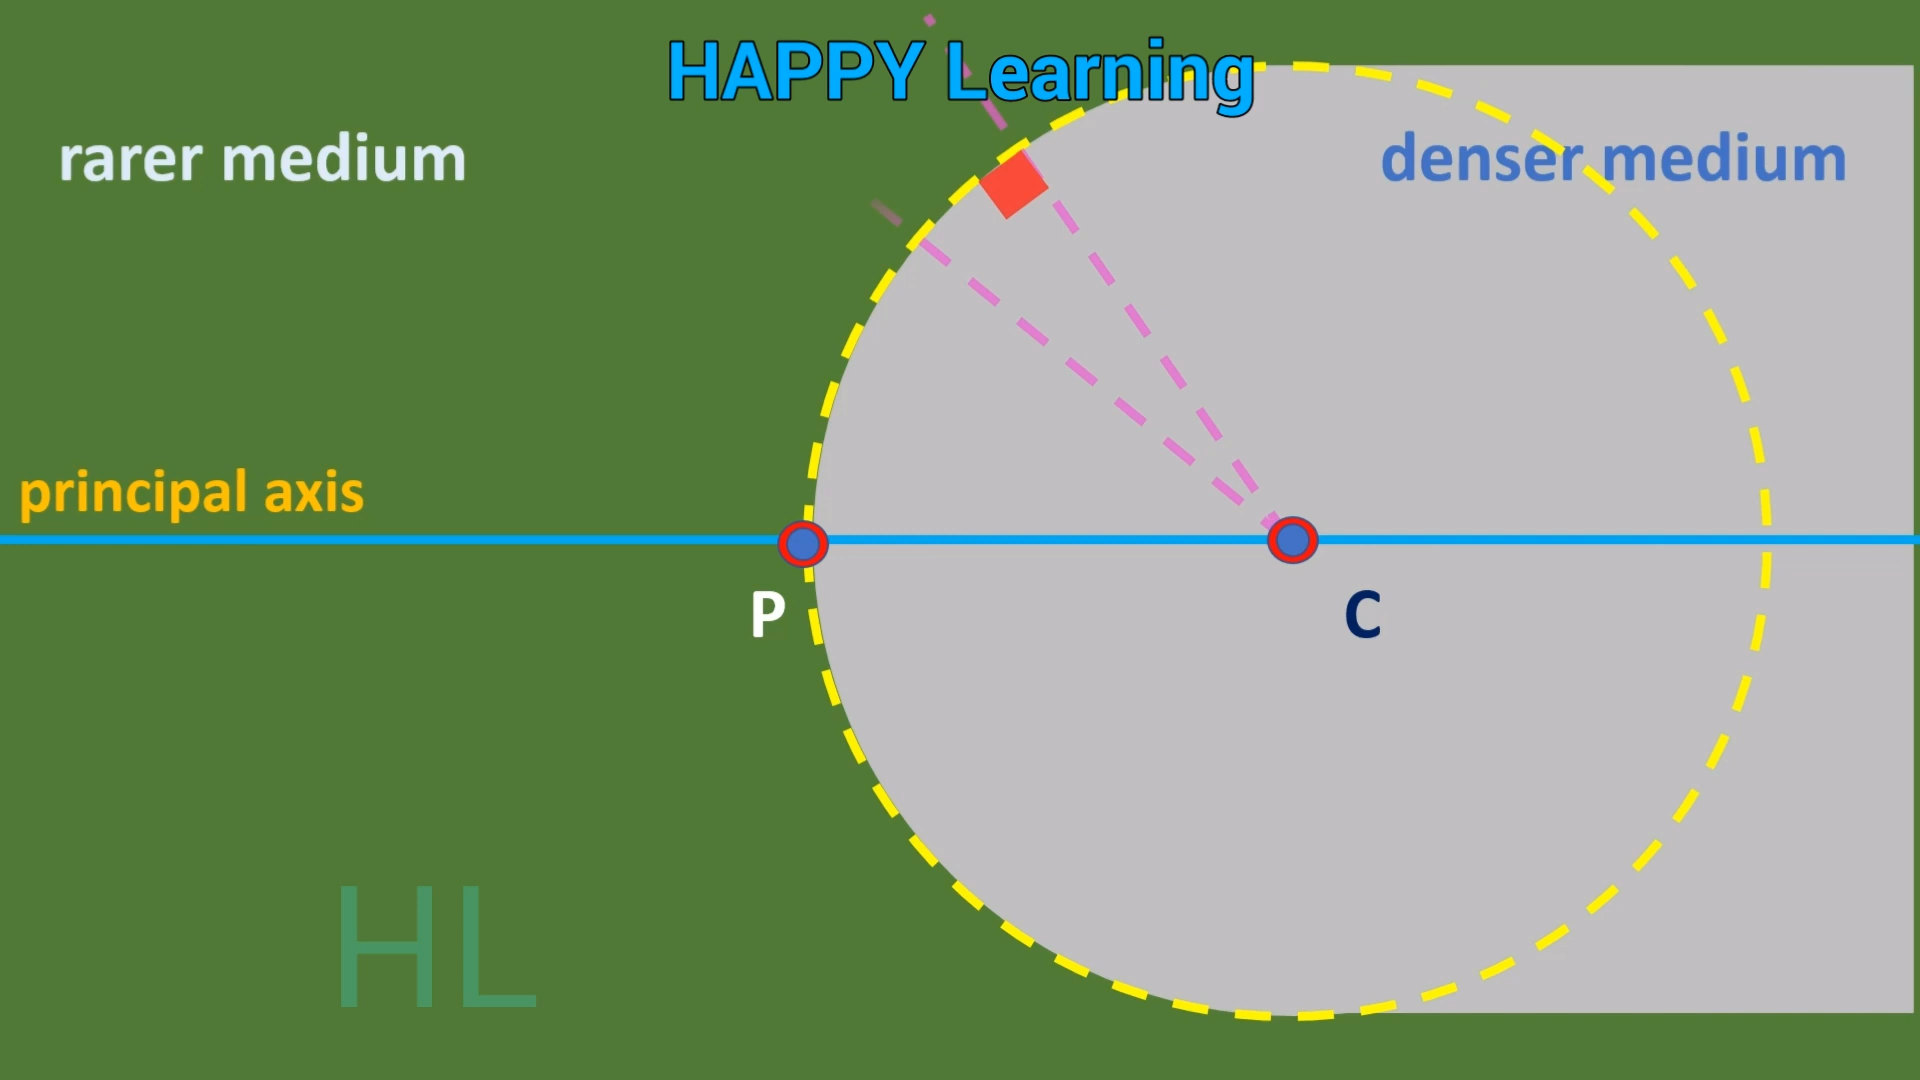 HAPPY Learning
rarer medium
denser medium
principal axis
P
C
HL